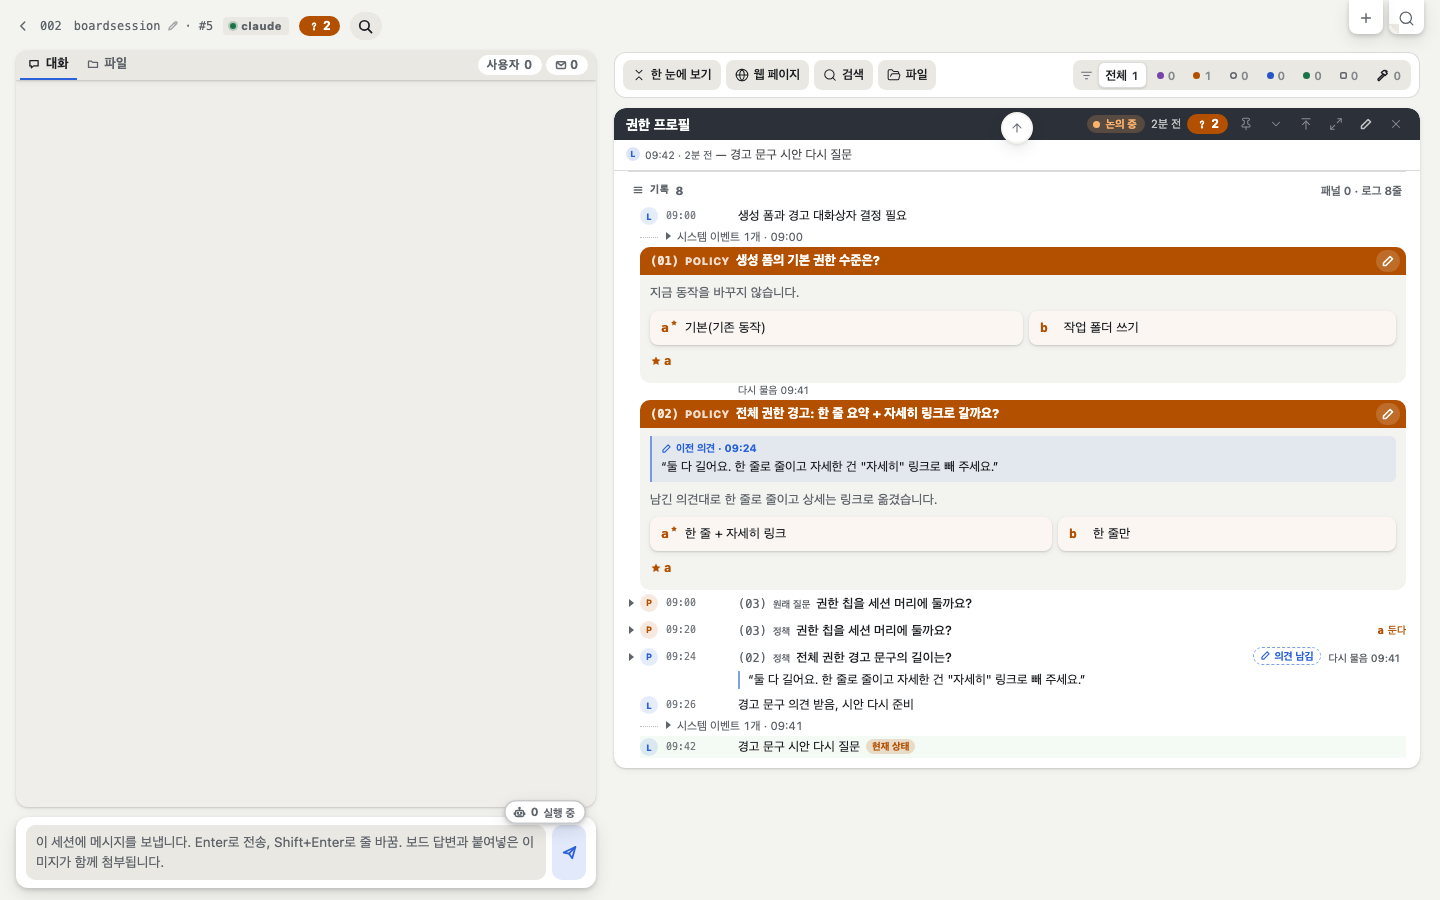 002 boardsession · #5 claude ? 2
대화 파일 사용자 0 0
한 눈에 보기 웹 페이지 검색 파일 전체 1 0 1 0 0 0 0 0
권한 프로필 논의 중 2분 전 ? 2
L 09:42 · 2분 전 — 경고 문구 시안 다시 질문
기록 8 패널 0 · 로그 8줄
L 09:00 생성 폼과 경고 대화상자 결정 필요
시스템 이벤트 1개 · 09:00
(01) POLICY 생성 폼의 기본 권한 수준은?
지금 동작을 바꾸지 않습니다.
a★ 기본(기존 동작) b 작업 폴더 쓰기
★ a
다시 물음 09:41
(02) POLICY 전체 권한 경고: 한 줄 요약 + 자세히 링크로 갈까요?
이전 의견 · 09:24
“둘 다 길어요. 한 줄로 줄이고 자세한 건 "자세히" 링크로 빼 주세요.”
남긴 의견대로 한 줄로 줄이고 상세는 링크로 옮겼습니다.
a★ 한 줄 + 자세히 링크 b 한 줄만
★ a
P 09:00 (03) 원래 질문 권한 칩을 세션 머리에 둘까요?
P 09:20 (03) 정책 권한 칩을 세션 머리에 둘까요? a 둔다
P 09:24 (02) 정책 전체 권한 경고 문구의 길이는? 의견 남김 다시 물음 09:41
“둘 다 길어요. 한 줄로 줄이고 자세한 건 "자세히" 링크로 빼 주세요.”
L 09:26 경고 문구 의견 받음, 시안 다시 준비
시스템 이벤트 1개 · 09:41
L 09:42 경고 문구 시안 다시 질문 현재 상태
0 실행 중
이 세션에 메시지를 보냅니다. Enter로 전송, Shift+Enter로 줄 바꿈. 보드 답변과 붙여넣은 이
미지가 함께 첨부됩니다.